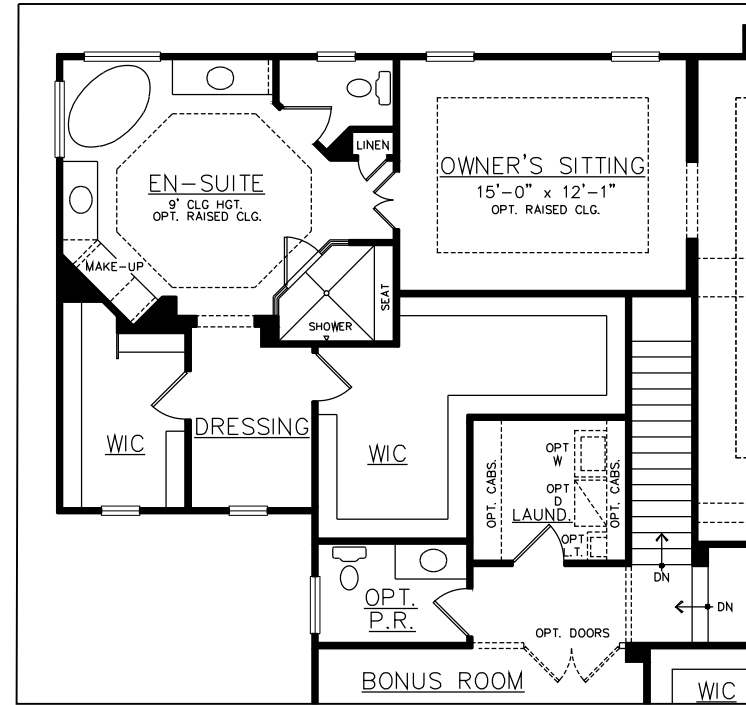 LINEN
EN-SUITE
9' CLG HGT.
OPT. RAISED CLG.
OWNER'S SITTING
15'-0" x 12'-1"
OPT. RAISED CLG.
MAKE-UP
SEAT
SHOWER
WIC
DRESSING
WIC
OPT. CABS.
OPT
W
OPT
D
LAUND.
OPT
L.T.
OPT. CABS.
DN
DN
OPT.
P.R.
OPT. DOORS
BONUS ROOM
WIC